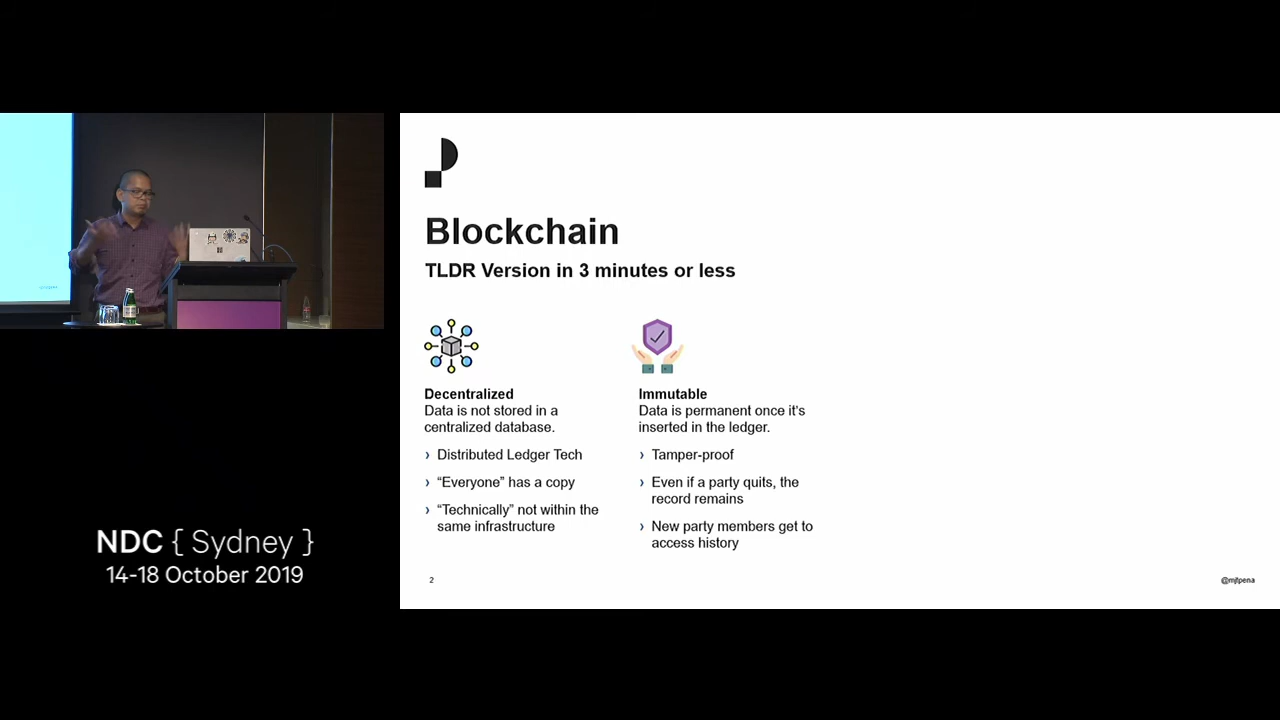 Blockchain
TLDR Version in 3 minutes or less
Decentralized
Data is not stored in a
centralized database.
› Distributed Ledger Tech
› “Everyone” has a copy
› “Technically” not within the
same infrastructure
Immutable
Data is permanent once it’s
inserted in the ledger.
› Tamper-proof
› Even if a party quits, the
record remains
› New party members get to
access history
2
@mjtpena
NDC { Sydney }
14-18 October 2019